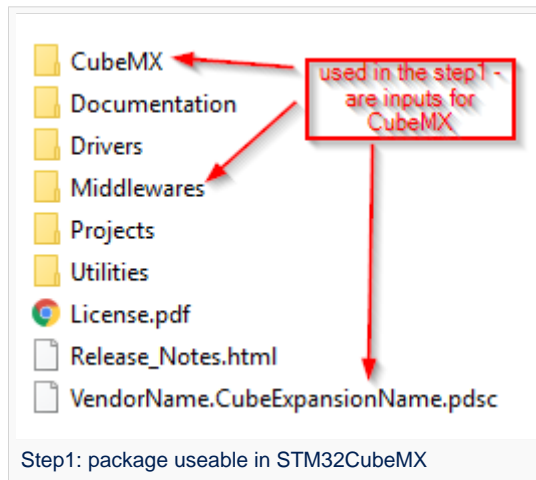 CubeMX
used in the step1 -
are inputs for
CubeMX
Documentation
Drivers
Middlewares
Projects
Utilities
License.pdf
Release_Notes.html
VendorName.CubeExpansionName.pdsc
Step1: package useable in STM32CubeMX